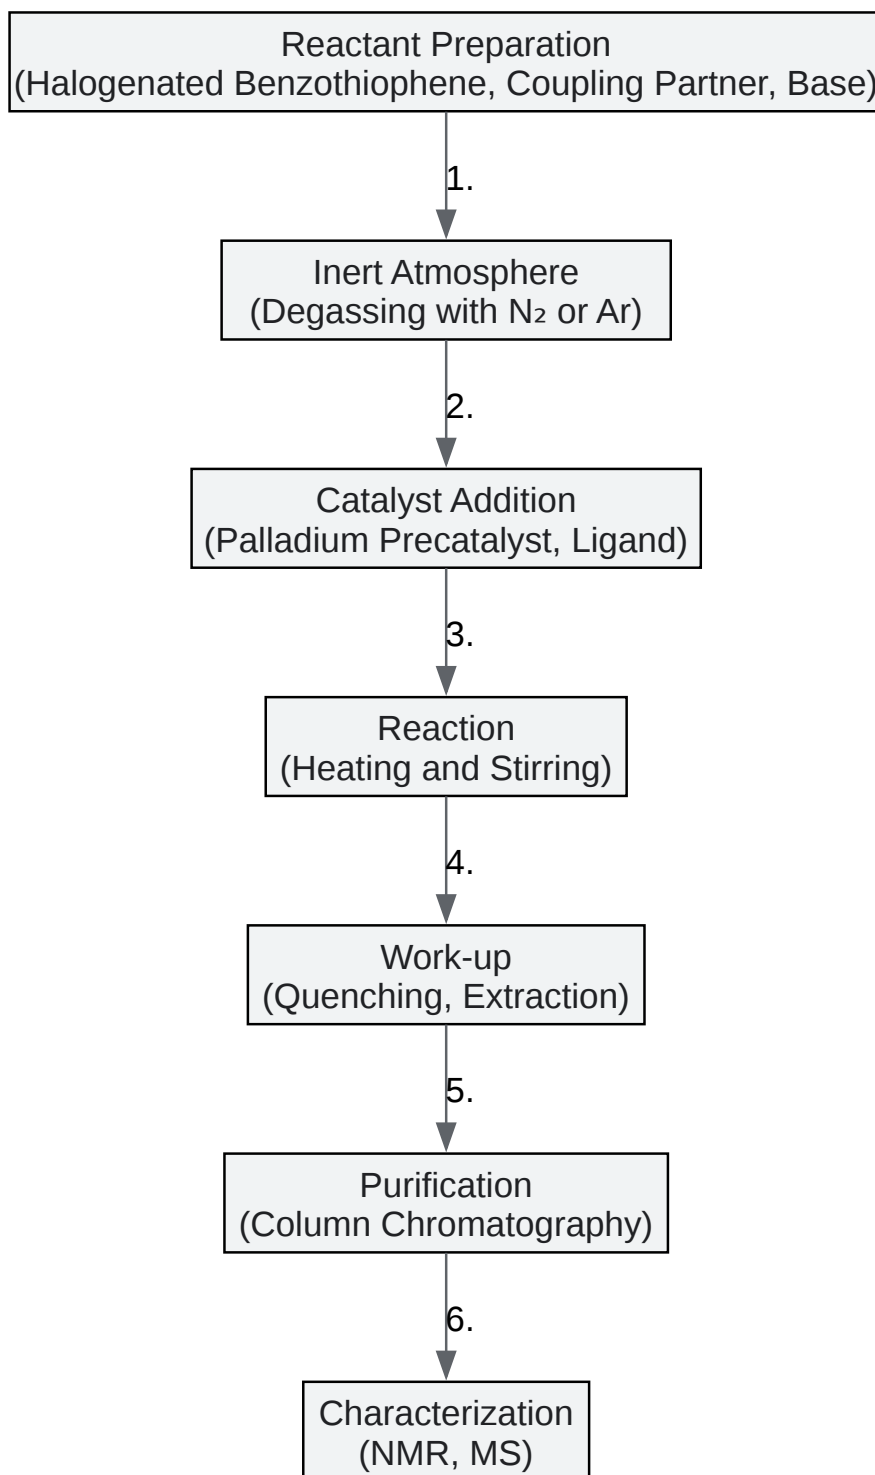 Reactant Preparation
(Halogenated Benzothiophene, Coupling Partner, Base)
1.
Inert Atmosphere
(Degassing with N₂ or Ar)
2.
Catalyst Addition
(Palladium Precatalyst, Ligand)
3.
Reaction
(Heating and Stirring)
4.
Work-up
(Quenching, Extraction)
5.
Purification
(Column Chromatography)
6.
Characterization
(NMR, MS)